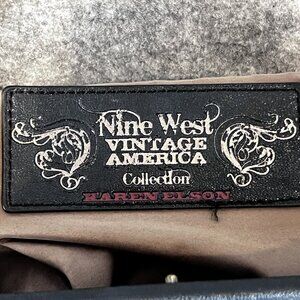 Nine West
VINTAGE
AMERICA
Collection
KAREN ELSON